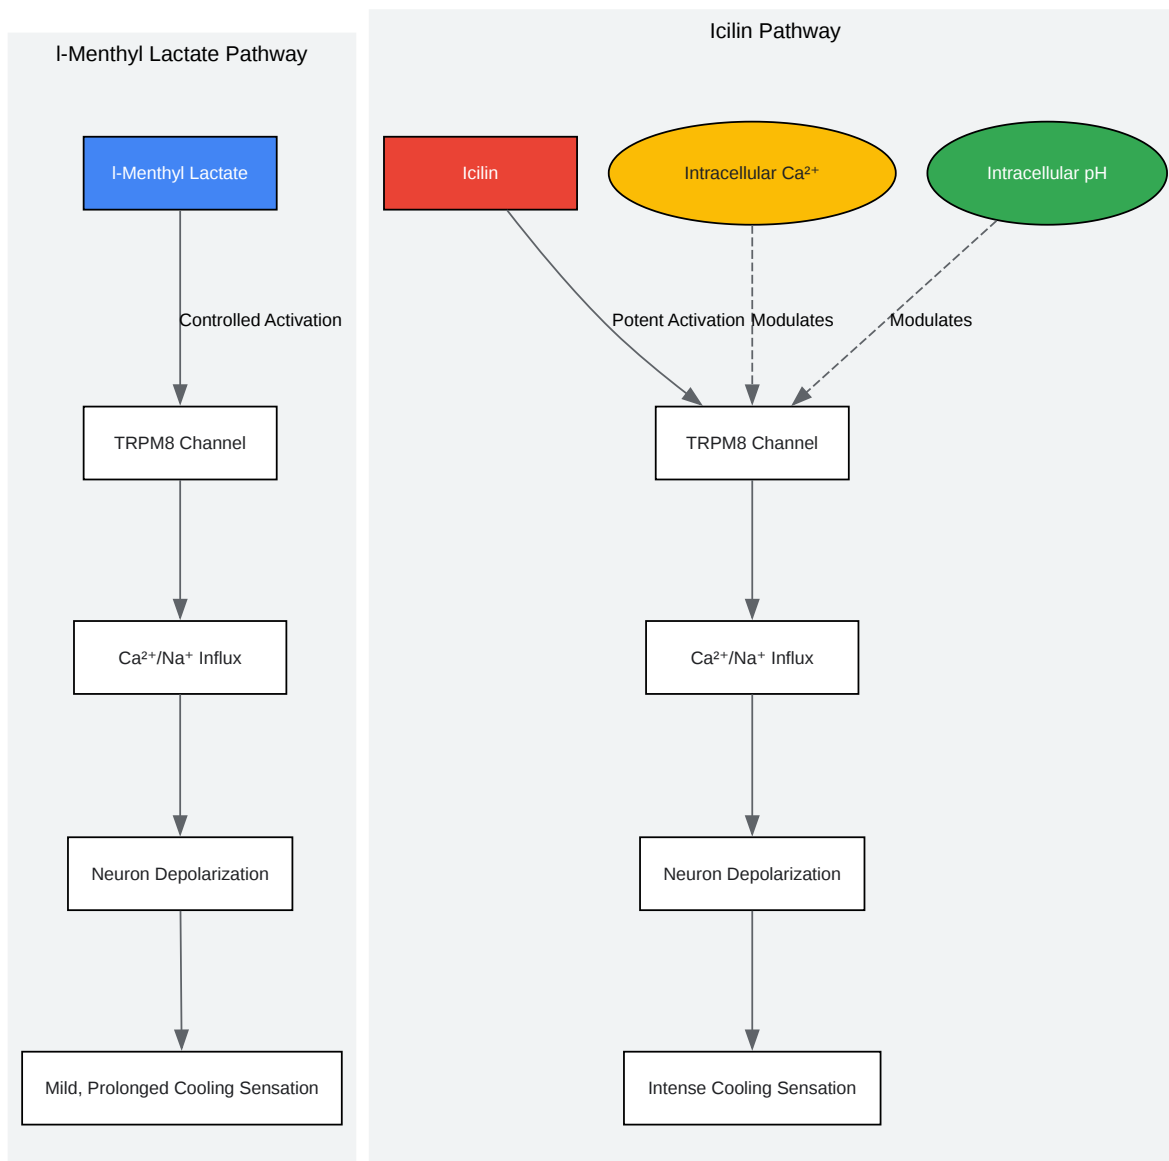 l-Menthyl Lactate Pathway
l-Menthyl Lactate
Controlled Activation
TRPM8 Channel
Ca²⁺/Na⁺ Influx
Neuron Depolarization
Mild, Prolonged Cooling Sensation
Icilin Pathway
Icilin
Intracellular Ca²⁺
Intracellular pH
Potent Activation
Modulates
Modulates
TRPM8 Channel
Ca²⁺/Na⁺ Influx
Neuron Depolarization
Intense Cooling Sensation